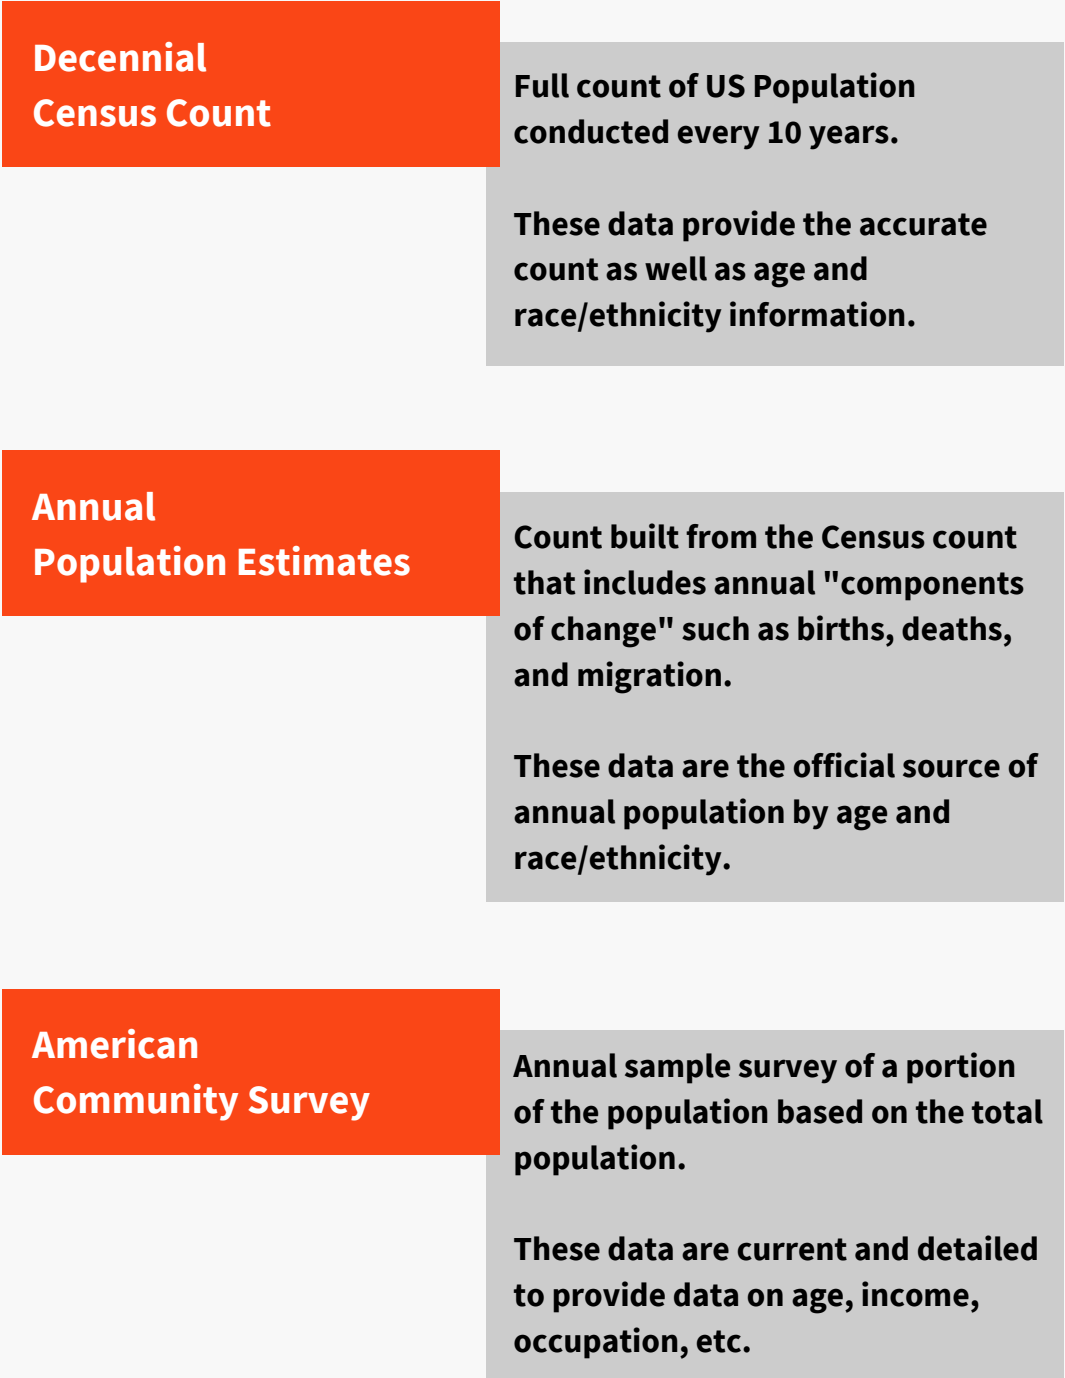 Decennial
Census Count
Full count of US Population
conducted every 10 years.
These data provide the accurate
count as well as age and
race/ethnicity information.
Annual
Population Estimates
Count built from the Census count
that includes annual "components
of change" such as births, deaths,
and migration.
These data are the official source of
annual population by age and
race/ethnicity.
American
Community Survey
Annual sample survey of a portion
of the population based on the total
population.
These data are current and detailed
to provide data on age, income,
occupation, etc.